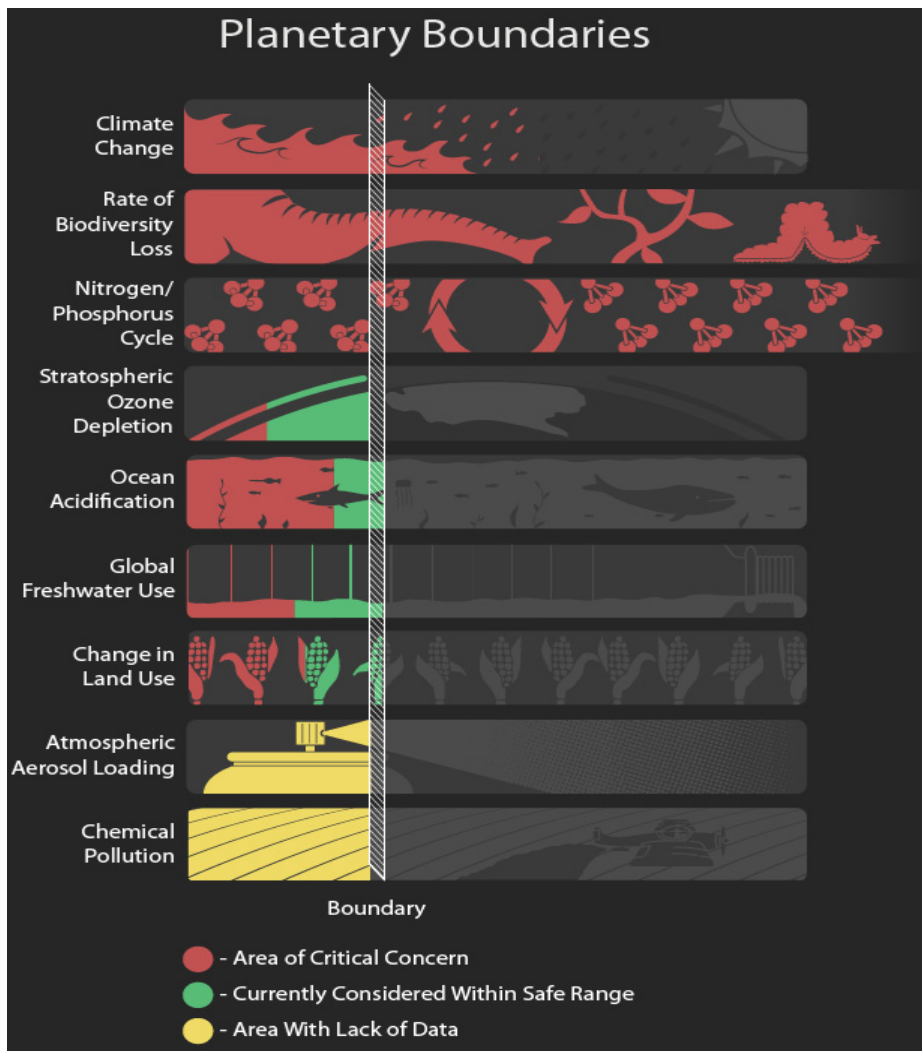 Planetary Boundaries
Climate
Change
Rate of
Biodiversity
Loss
Nitrogen/
Phosphorus
Cycle
Stratospheric
Ozone
Depletion
Ocean
Acidification
Global
Freshwater Use
Change in
Land Use
Atmospheric
Aerosol Loading
Chemical
Pollution
Boundary
- Area of Critical Concern
- Currently Considered Within Safe Range
- Area With Lack of Data